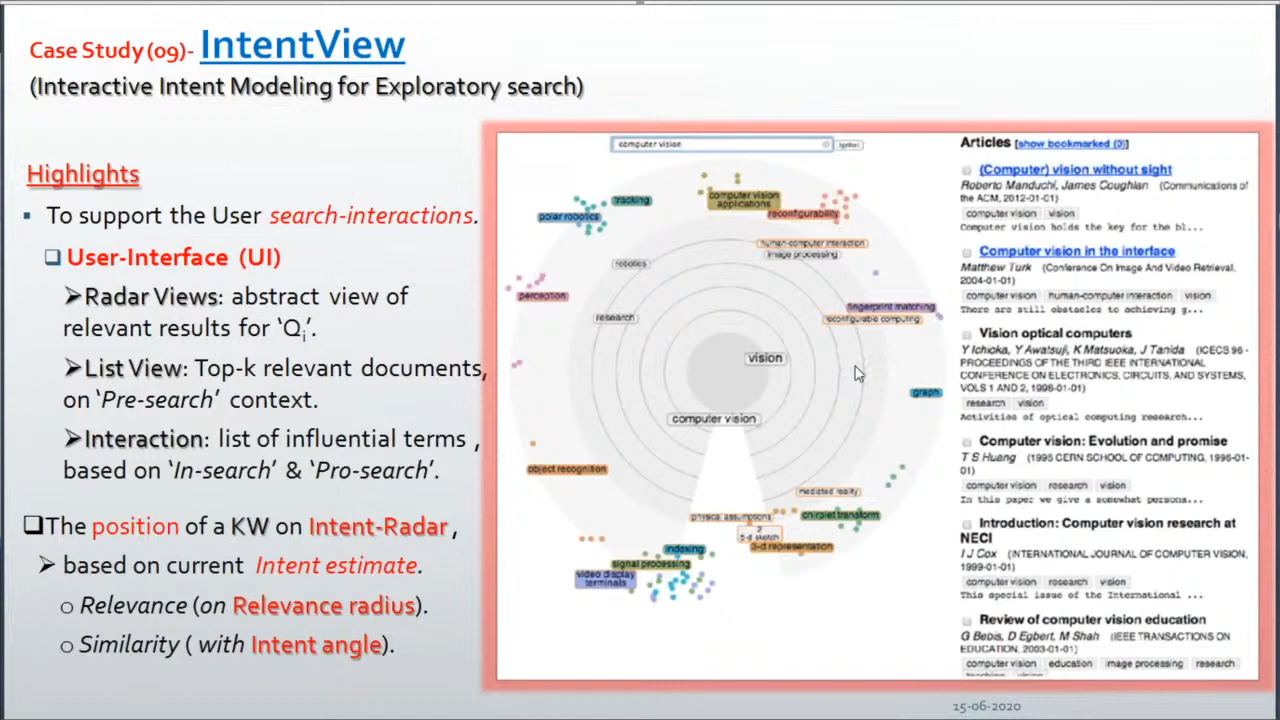 Case Study (09)- IntentView
(Interactive Intent Modeling for Exploratory search)
Highlights
▪ To support the User search-interactions.
❑ User-Interface (UI)
➢Radar Views: abstract view of
relevant results for ‘Qi’.
➢List View: Top-k relevant documents,
on ‘Pre-search’ context.
➢Interaction: list of influential terms ,
based on ‘In-search’ & ‘Pro-search’.
❑The position of a KW on Intent-Radar ,
➢ based on current Intent estimate.
o Relevance (on Relevance radius).
o Similarity ( with Intent angle).
computer vision
tracking
polar robotics
computer vision
applications
reconfigurability
human-computer interaction
image processing
robotics
perception
research
fingerprint matching
reconfigurable computing
vision
graph
computer vision
object recognition
mediated reality
physical assumptions
chirplet transform
2
5-d sketch
3-d representation
indexing
signal processing
video display
terminals
Articles [show bookmarked (0)]
(Computer) vision without sight
Roberto Manduchi, James Coughlan (Communications of
the ACM, 2012-01-01)
computer vision vision
Computer vision holds the key for the bl...
Computer vision in the interface
Matthew Turk (Conference On Image And Video Retrieval,
2004-01-01)
computer vision human-computer interaction vision
There are still obstacles to achieving g...
Vision optical computers
Y Ichioka, Y Awatsuji, K Matsuoka, J Tanida (ICECS 96 -
PROCEEDINGS OF THE THIRD IEEE INTERNATIONAL
CONFERENCE ON ELECTRONICS, CIRCUITS, AND SYSTEMS,
VOLS 1 AND 2, 1996-01-01)
research vision
Activities of optical computing research...
Computer vision: Evolution and promise
T S Huang (1996 CERN SCHOOL OF COMPUTING, 1996-01-
01)
computer vision research vision
In this paper we give a somewhat persona...
Introduction: Computer vision research at
NECI
I J Cox (INTERNATIONAL JOURNAL OF COMPUTER VISION,
1999-01-01)
computer vision research vision
This special issue of the International ...
Review of computer vision education
G Bebis, D Egbert, M Shah (IEEE TRANSACTIONS ON
EDUCATION, 2003-01-01)
computer vision education image processing research
15-06-2020